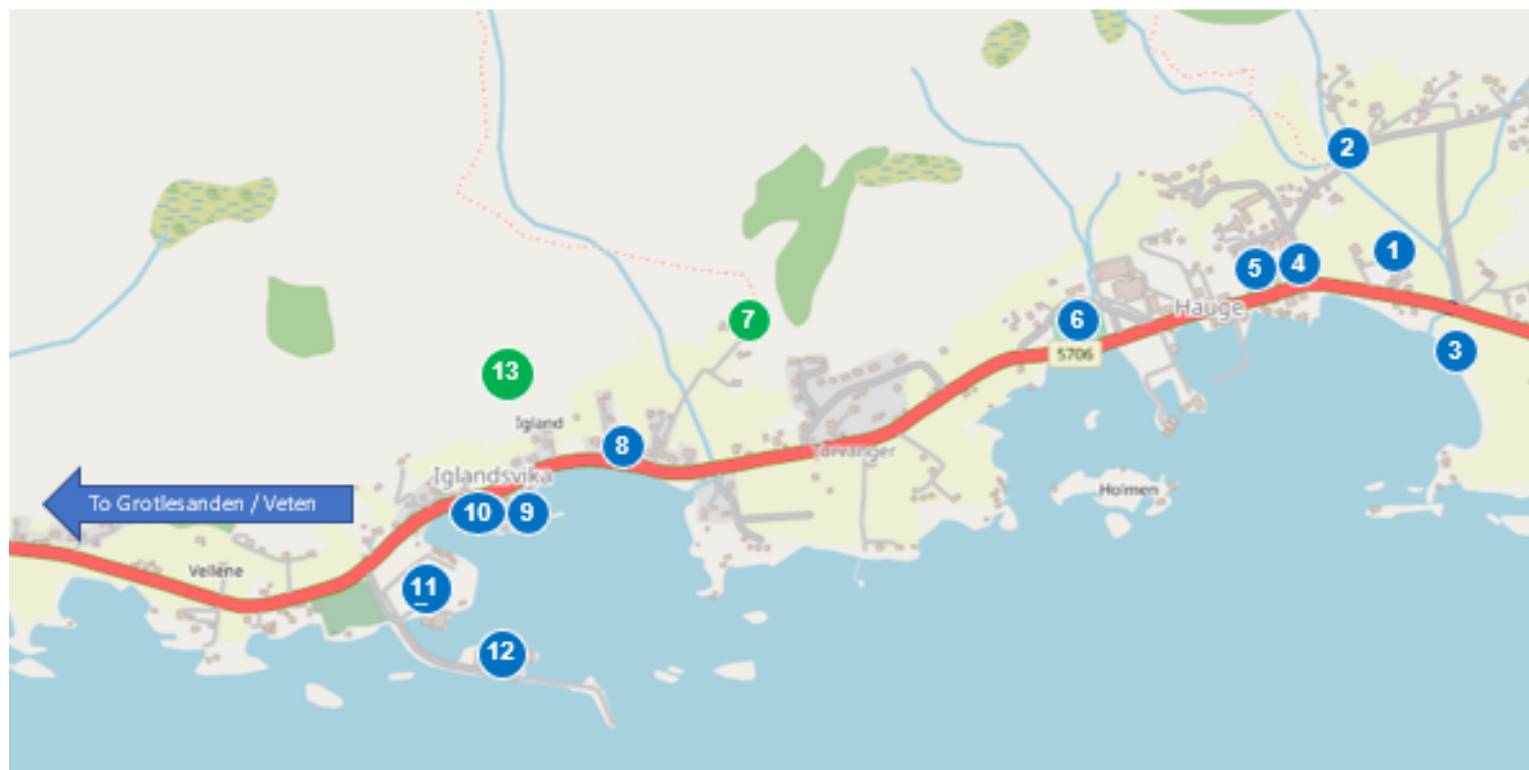 2
1
5
4
Hauge
6
7
5706
3
13
Igland
8
Torvanger
Iglandsvika
To Grotlesanden / Veten
10
9
Holmen
Vellene
11
12